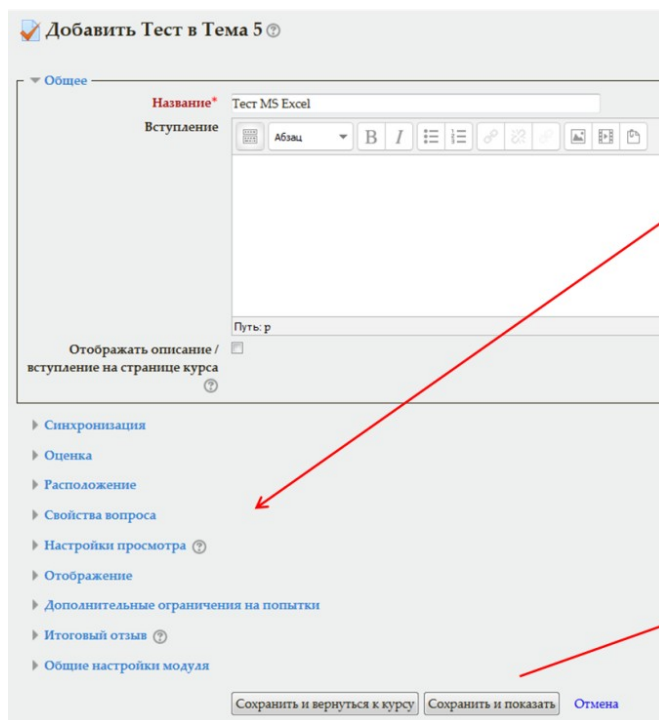 Добавить Тест в Тема 5
Общее
Название*
Тест MS Excel
Вступление
Абзац
B I
Путь: p
Отображать описание /
вступление на странице курса
Синхронизация
Оценка
Расположение
Свойства вопроса
Настройки просмотра
Отображение
Дополнительные ограничения на попытки
Итоговый отзыв
Общие настройки модуля
Сохранить и вернуться к курсу Сохранить и показать Отмена